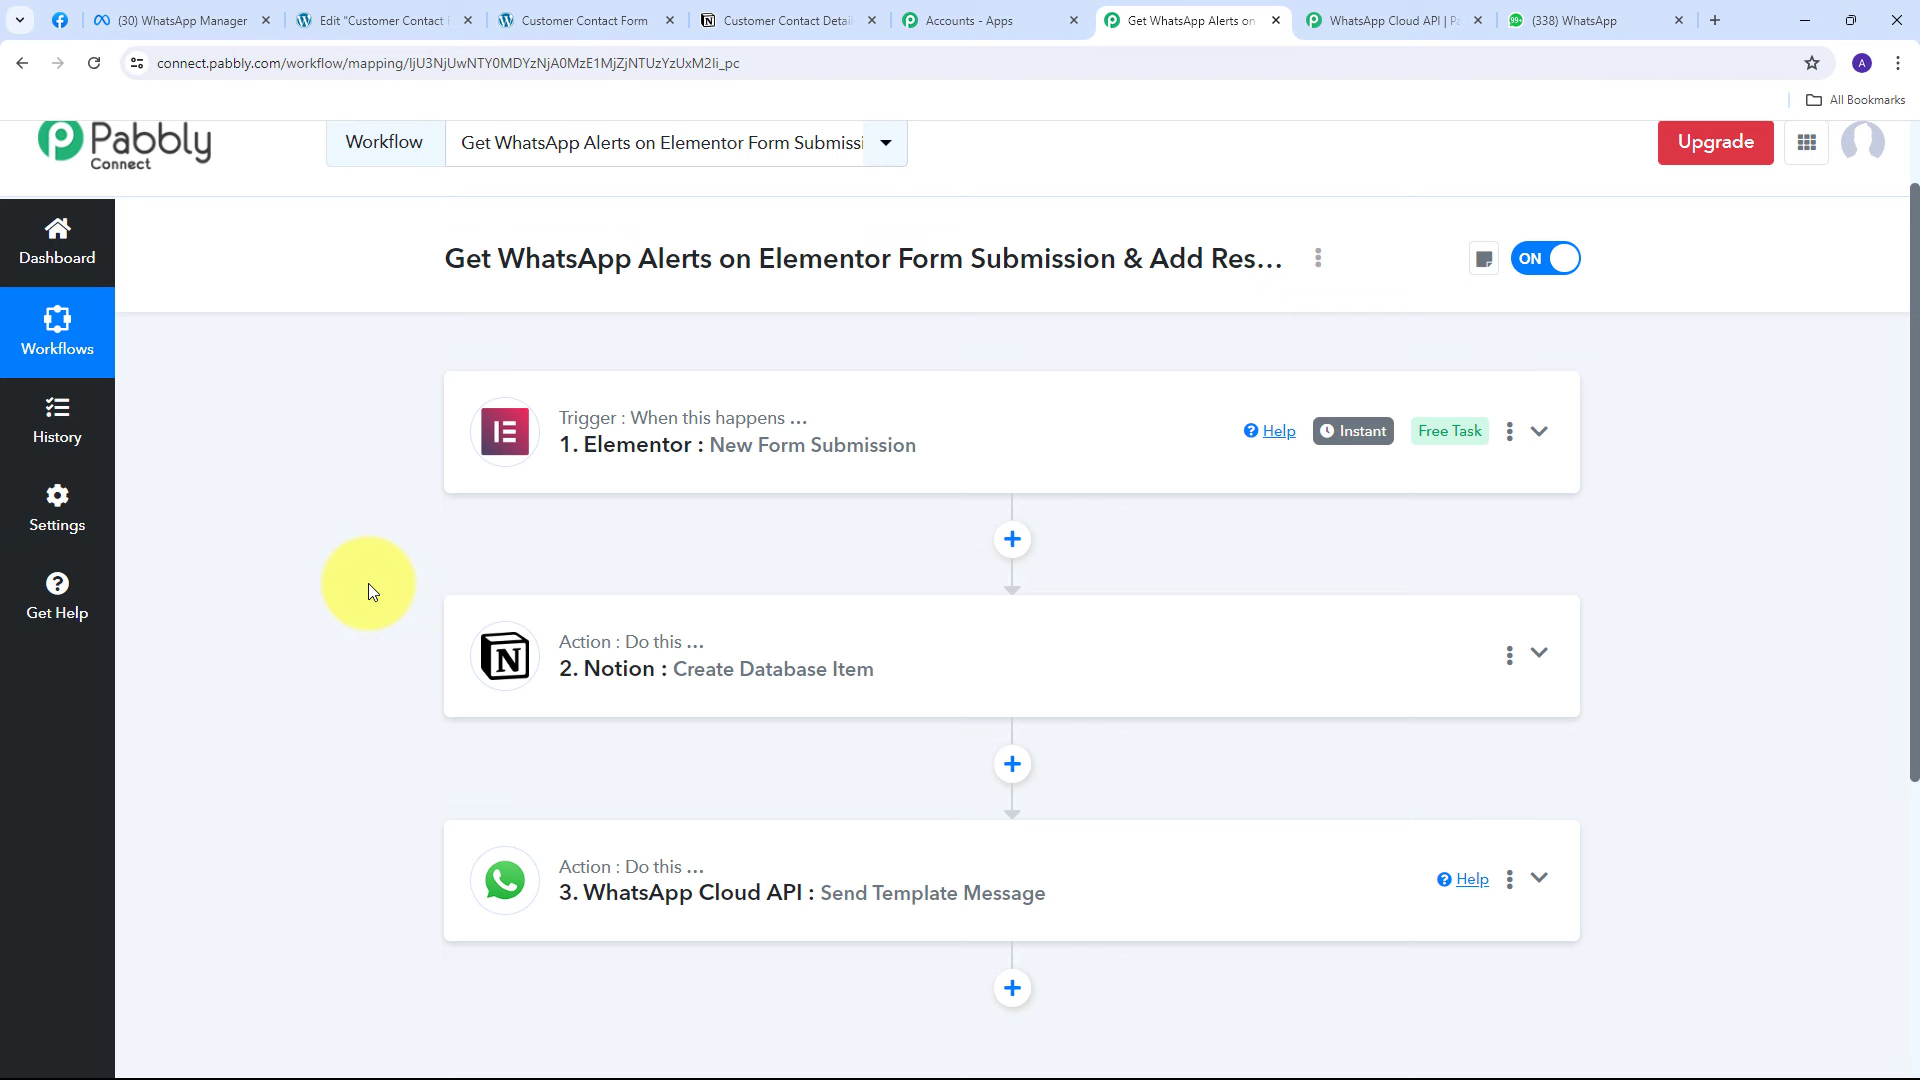 (30) WhatsApp Manager
Edit "Customer Contact F
Customer Contact Form
Customer Contact Detai
Accounts - Apps
Get WhatsApp Alerts on
WhatsApp Cloud API | Pa
99+
(338) WhatsApp
connect.pabbly.com/workflow/mapping/IjU3NjUwNTY0MDYzNjA0MzE1MjZjNTUzYzUxM2Ii_pc
A
All Bookmarks
Pabbly
Connect
Workflow
Get WhatsApp Alerts on Elementor Form Submissi
Upgrade
Dashboard
Workflows
History
Settings
Get Help
Get WhatsApp Alerts on Elementor Form Submission & Add Res...
ON
Trigger : When this happens ...
1. Elementor : New Form Submission
Help
Instant
Free Task
Action : Do this ...
2. Notion : Create Database Item
Action : Do this ...
3. WhatsApp Cloud API : Send Template Message
Help